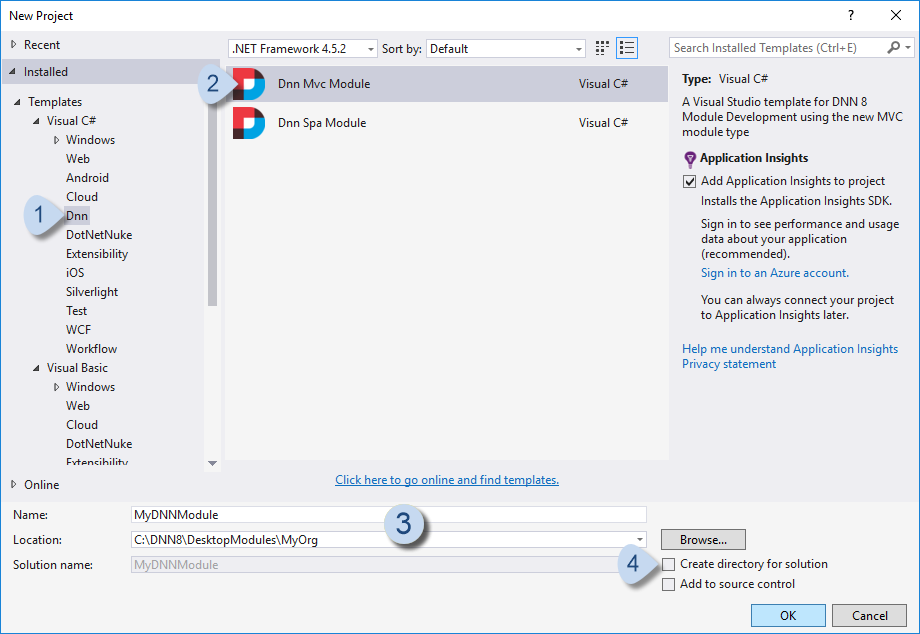 New Project
?
Recent
.NET Framework 4.5.2
Sort by:
Default
Search Installed Templates (Ctrl+E)
Installed
Templates
Visual C#
Windows
Web
Android
Cloud
1
Dnn
DotNetNuke
Extensibility
iOS
Silverlight
Test
WCF
Workflow
Visual Basic
Windows
Web
Cloud
DotNetNuke
Extensibility
Online
2
Dnn Mvc Module
Visual C#
Dnn Spa Module
Visual C#
Click here to go online and find templates.
Type: Visual C#
A Visual Studio template for DNN 8
Module Development using the new MVC
module type
Application Insights
Add Application Insights to project
Installs the Application Insights SDK.
Sign in to see performance and usage
data about your application
(recommended).
Sign in to an Azure account.
You can always connect your project
to Application Insights later.
Help me understand Application Insights
Privacy statement
Name:
MyDNNModule
3
Location:
C:\DNN8\DesktopModules\MyOrg
Browse...
Solution name:
MyDNNModule
4
Create directory for solution
Add to source control
OK
Cancel